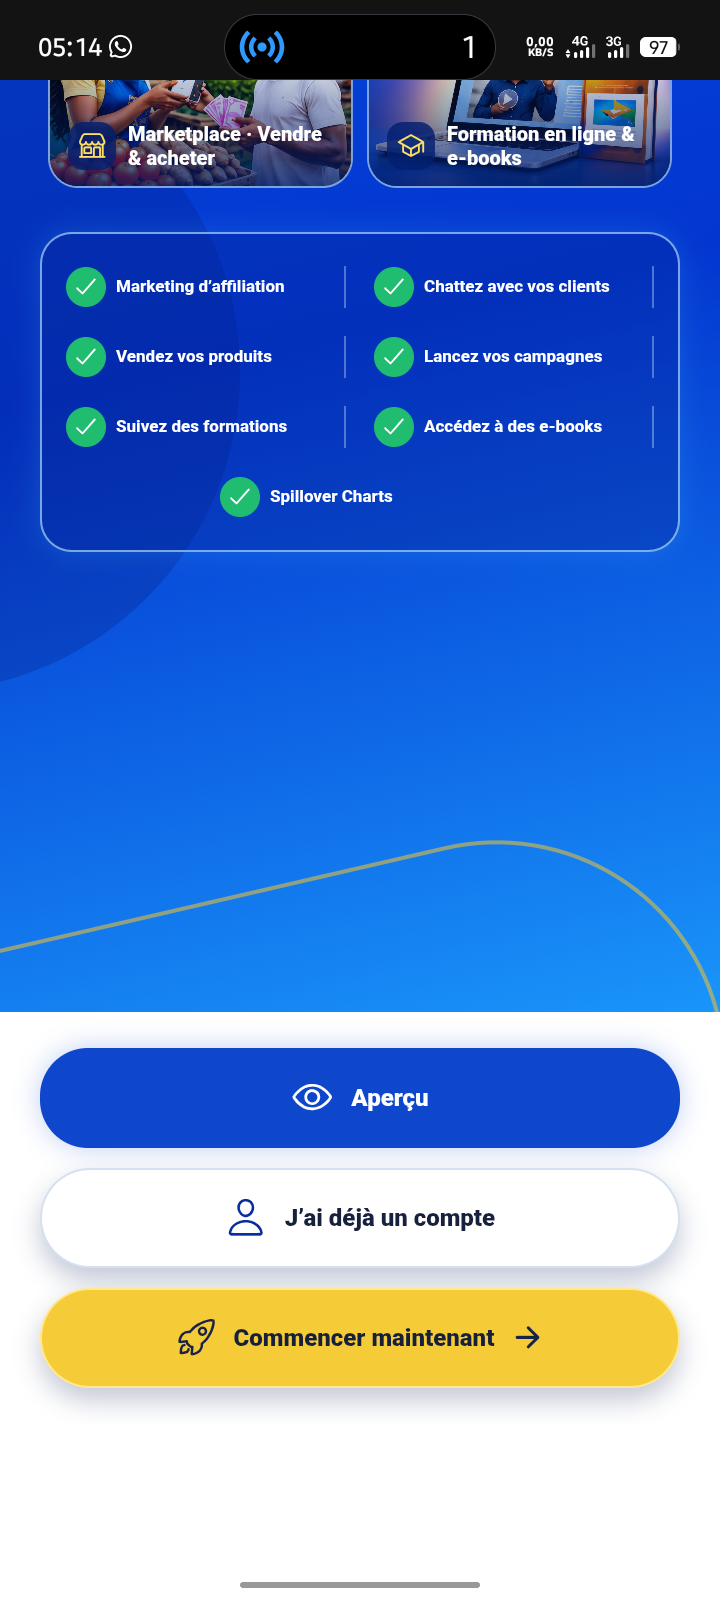 05:14
1
0,00
KB/S
4G
3G
97
Marketplace · Vendre
& acheter
Formation en ligne &
e-books
Marketing d’affiliation
Chattez avec vos clients
Vendez vos produits
Lancez vos campagnes
Suivez des formations
Accédez à des e-books
Spillover Charts
Aperçu
J’ai déjà un compte
Commencer maintenant